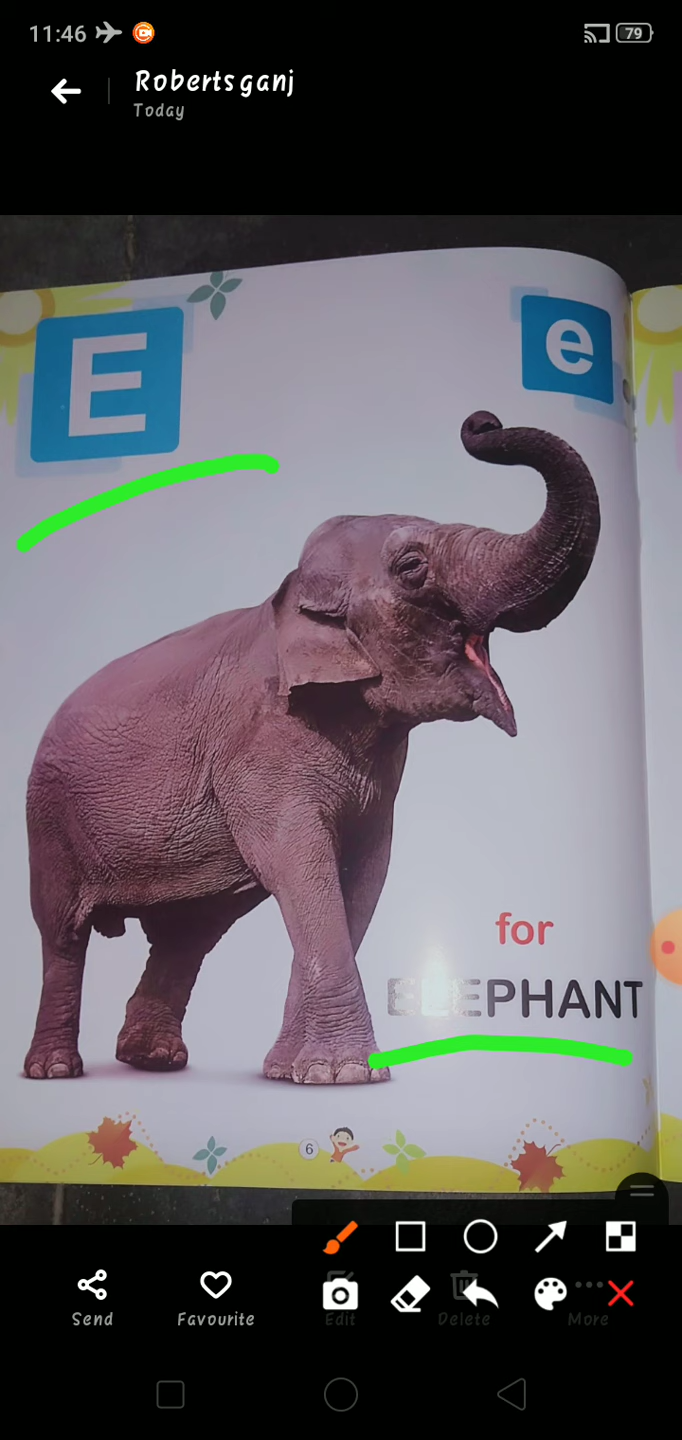 11:46
79
Robertsganj
Today
E
e
for
ELEPHANT
6
Send
Favourite
Edit
Delete
More